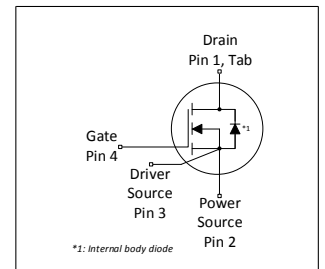 Drain
Pin 1, Tab
*1
Gate
Pin 4
Driver
Source
Pin 3
Power
Source
Pin 2
*1: Internal body diode